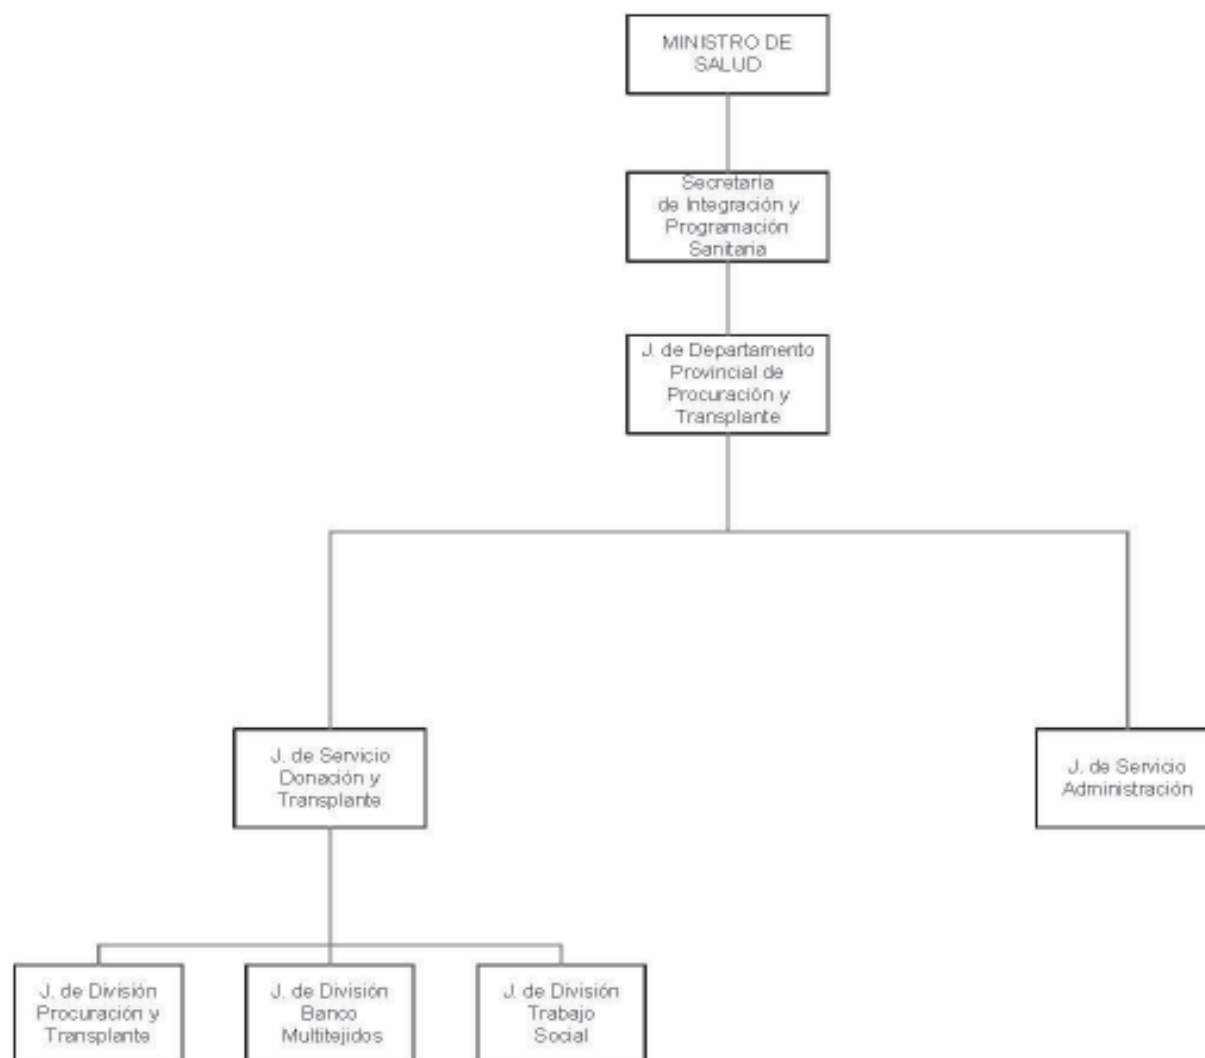 MINISTRO DE
SALUD
Secretaría
de Integración y
Programación
Sanitaria
J. de Departamento
Provincial de
Procuración y
Transplante
J. de Servicio
Donación y
Transplante
J. de Servicio
Administración
J. de División
Procuración y
Transplante
J. de División
Banco
Multitejidos
J. de División
Trabajo
Social